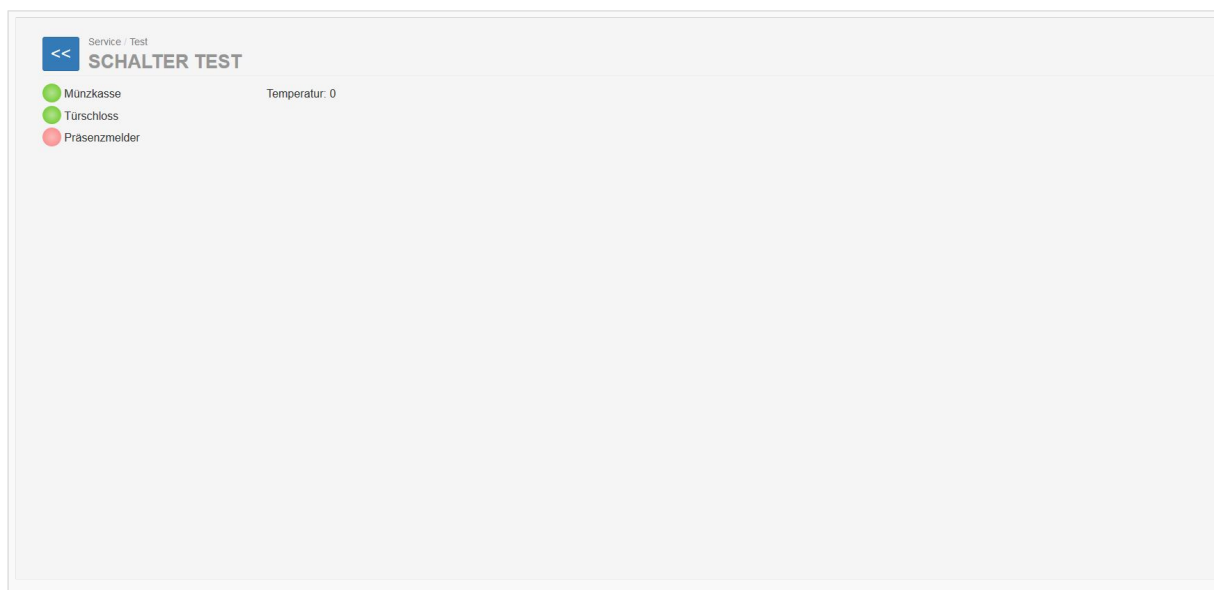 <<
Service / Test
SCHALTER TEST
Münzkasse
Temperatur: 0
Türschloss
Präsenzmelder